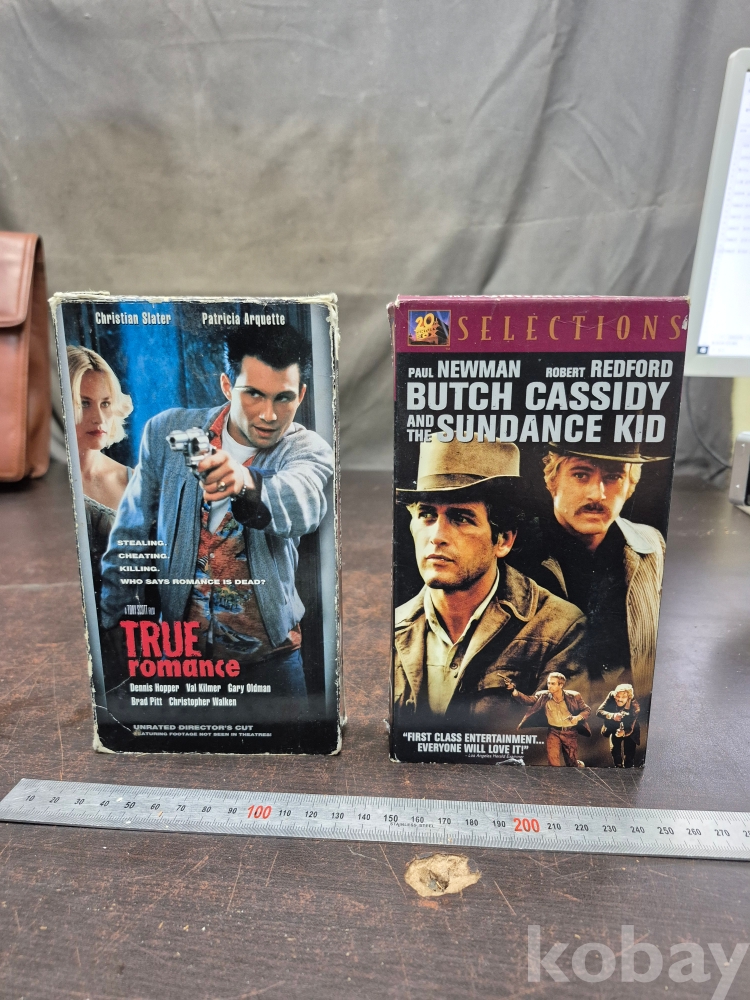 Christian Slater Patricia Arquette
STEALING.
CHEATING.
KILLING.
WHO SAYS ROMANCE IS DEAD?
A TONY SCOTT FILM
TRUE
romance
Dennis Hopper Val Kilmer Gary Oldman
Brad Pitt Christopher Walken
UNRATED DIRECTOR'S CUT
FEATURING FOOTAGE NOT SEEN IN THEATRES!
20th CENTURY FOX SELECTIONS
PAUL NEWMAN ROBERT REDFORD
BUTCH CASSIDY
AND THE SUNDANCE KID
"FIRST CLASS ENTERTAINMENT...
EVERYONE WILL LOVE IT!"
10 20 30 40 50 60 70 80 90 100 110 120 130 140 150 160 170 180 190 200 210 220 230 240 250 260 270
STAINLESS STEEL
kobay